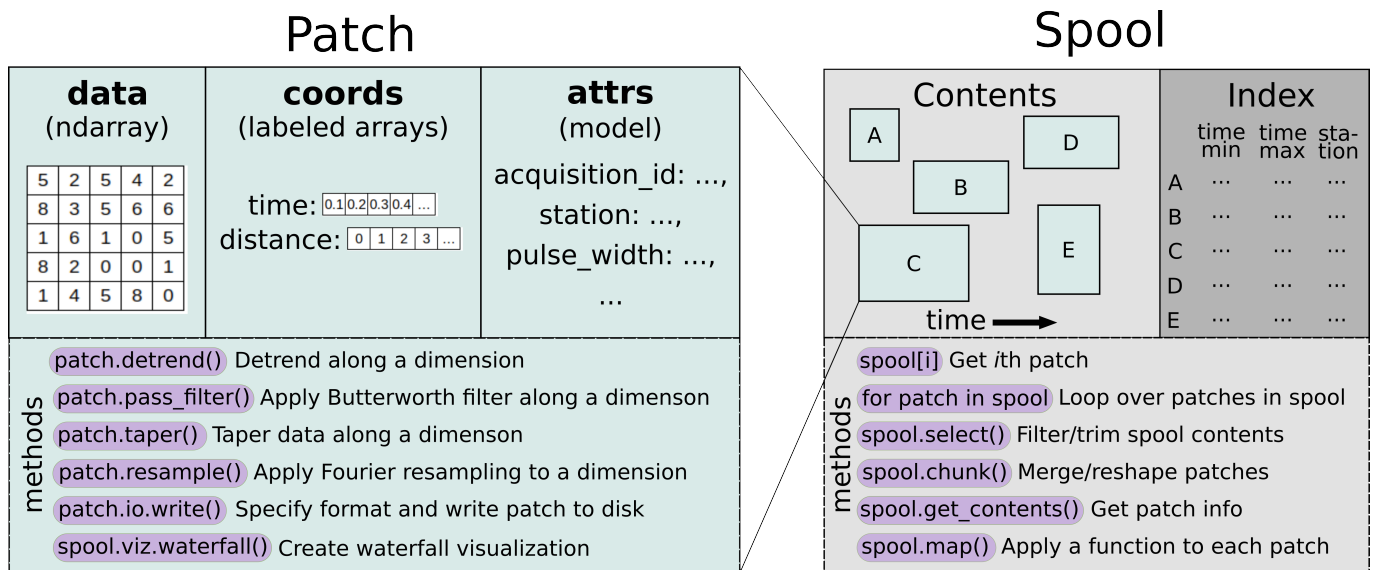 Patch
data
(ndarray)
5 2 5 4 2
8 3 5 6 6
1 6 1 0 5
8 2 0 0 1
1 4 5 8 0
coords
(labeled arrays)
time: 0.1 0.2 0.3 0.4 ...
distance: 0 1 2 3 ...
attrs
(model)
acquisition_id: ...,
station: ...,
pulse_width: ...,
...
methods
patch.detrend() Detrend along a dimension
patch.pass_filter() Apply Butterworth filter along a dimenson
patch.taper() Taper data along a dimenson
patch.resample() Apply Fourier resampling to a dimension
patch.io.write() Specify format and write patch to disk
spool.viz.waterfall() Create waterfall visualization
Spool
Contents
A
D
B
E
C
time
Index
time min
time max
sta-
tion
A ... ... ...
B ... ... ...
C ... ... ...
D ... ... ...
E ... ... ...
methods
spool[i] Get ith patch
for patch in spool Loop over patches in spool
spool.select() Filter/trim spool contents
spool.chunk() Merge/reshape patches
spool.get_contents() Get patch info
spool.map() Apply a function to each patch